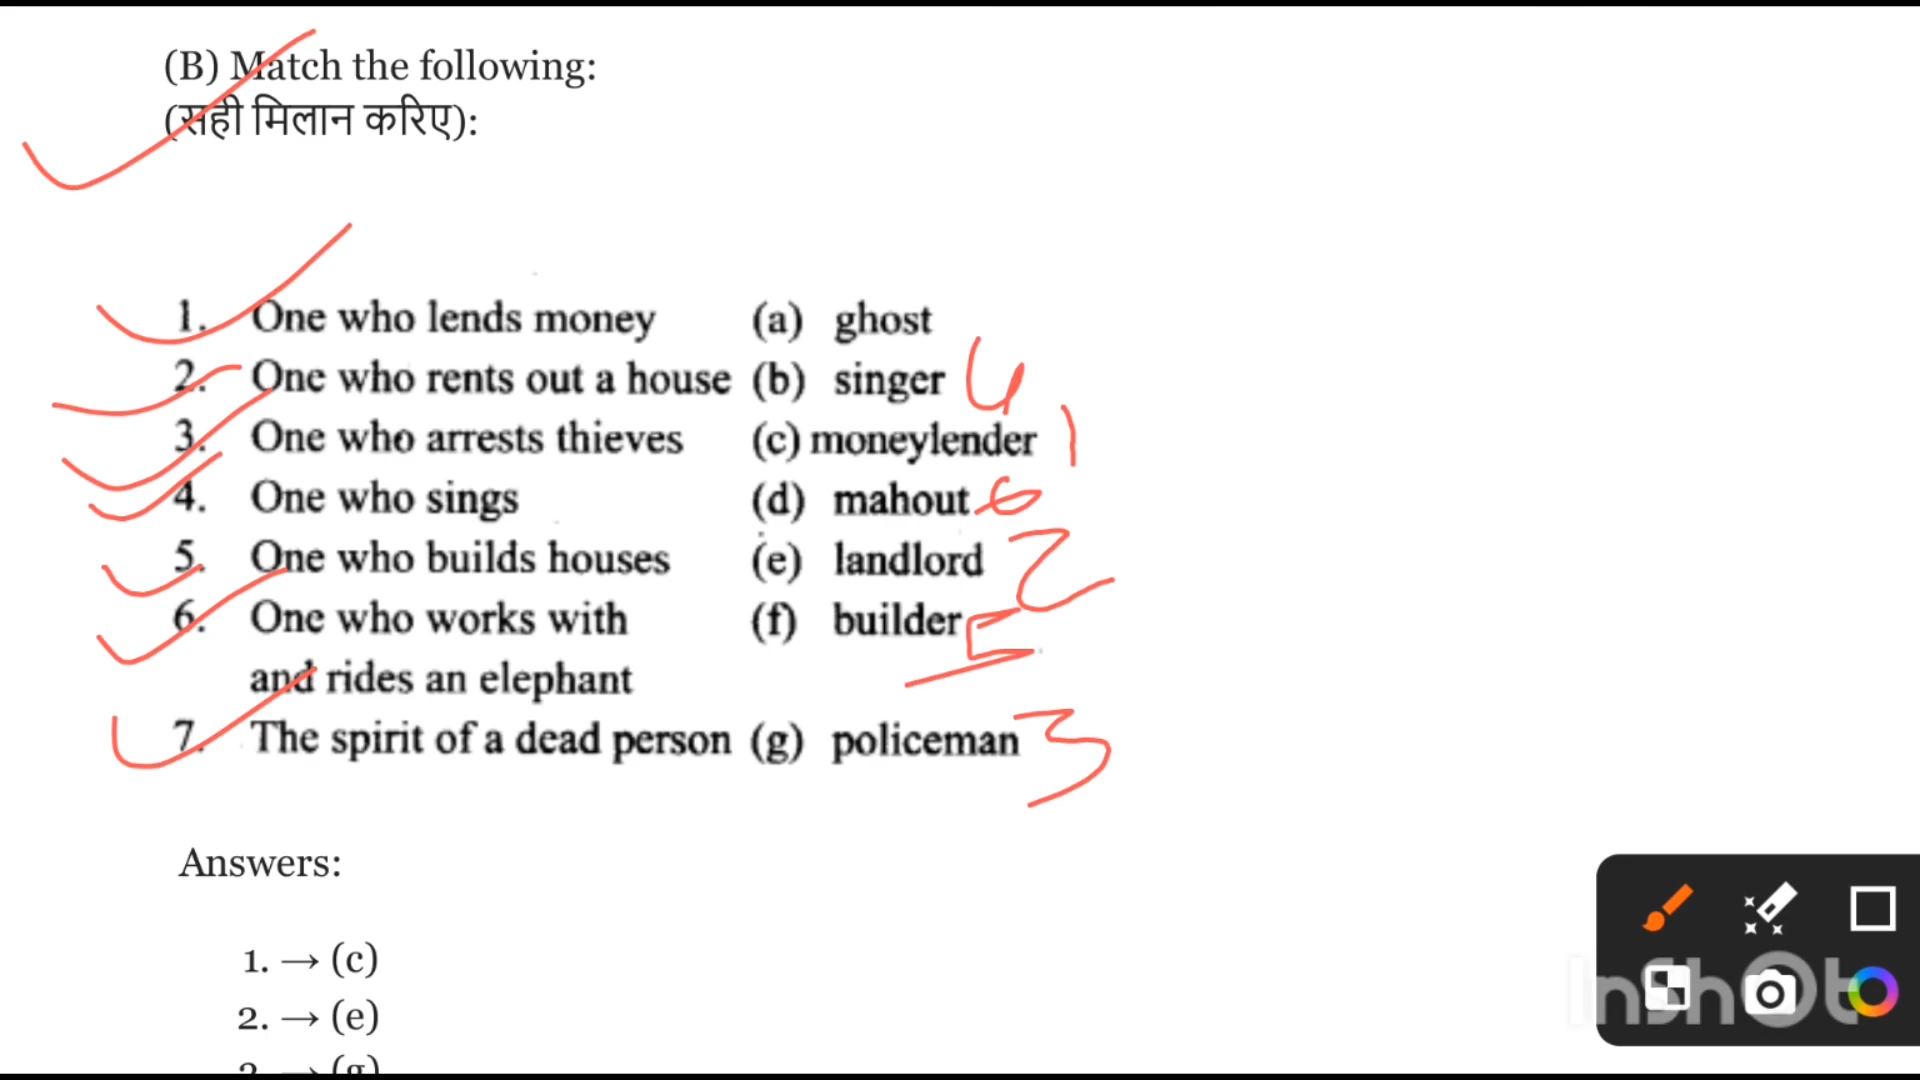 (B) Match the following:
(सही मिलान करिए):
1. One who lends money (a) ghost
2. One who rents out a house (b) singer 4
3. One who arrests thieves (c) moneylender 1
4. One who sings (d) mahout 6
5. One who builds houses (e) landlord 2
6. One who works with (f) builder 5
and rides an elephant
7. The spirit of a dead person (g) policeman 3
Answers:
1. → (c)
2. → (e)
3. → (g)
InShot